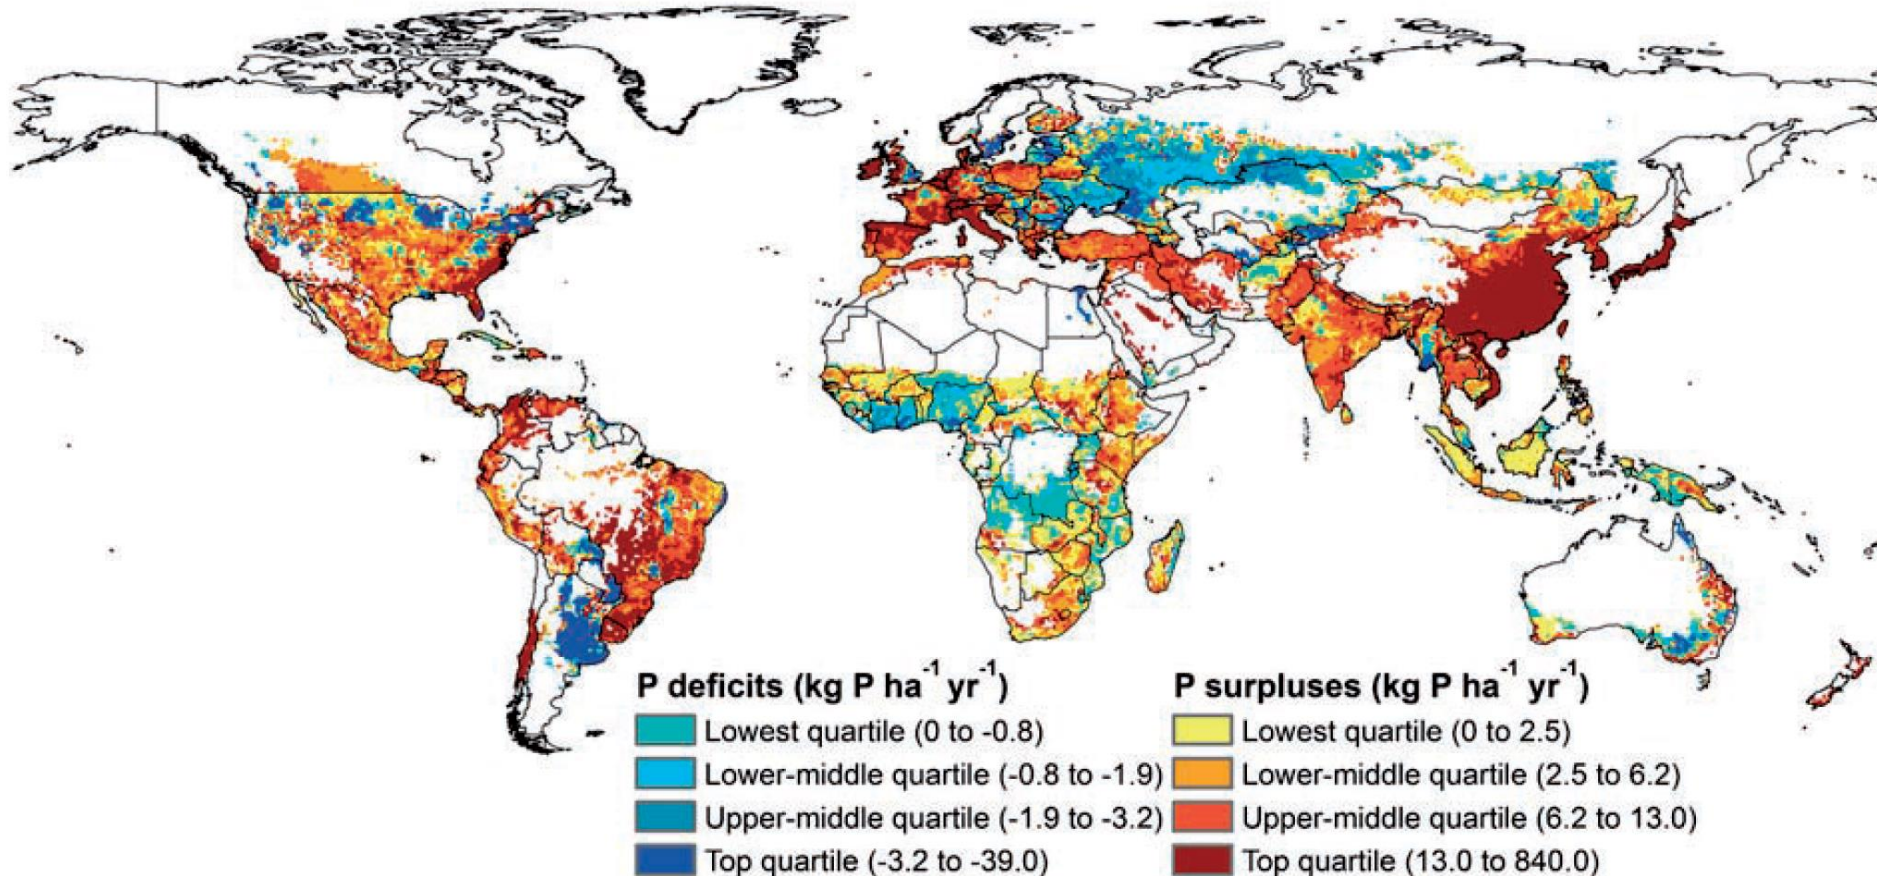 P deficits (kg P ha⁻¹ yr⁻¹)
Lowest quartile (0 to -0.8)
Lower-middle quartile (-0.8 to -1.9)
Upper-middle quartile (-1.9 to -3.2)
Top quartile (-3.2 to -39.0)
P surpluses (kg P ha⁻¹ yr⁻¹)
Lowest quartile (0 to 2.5)
Lower-middle quartile (2.5 to 6.2)
Upper-middle quartile (6.2 to 13.0)
Top quartile (13.0 to 840.0)